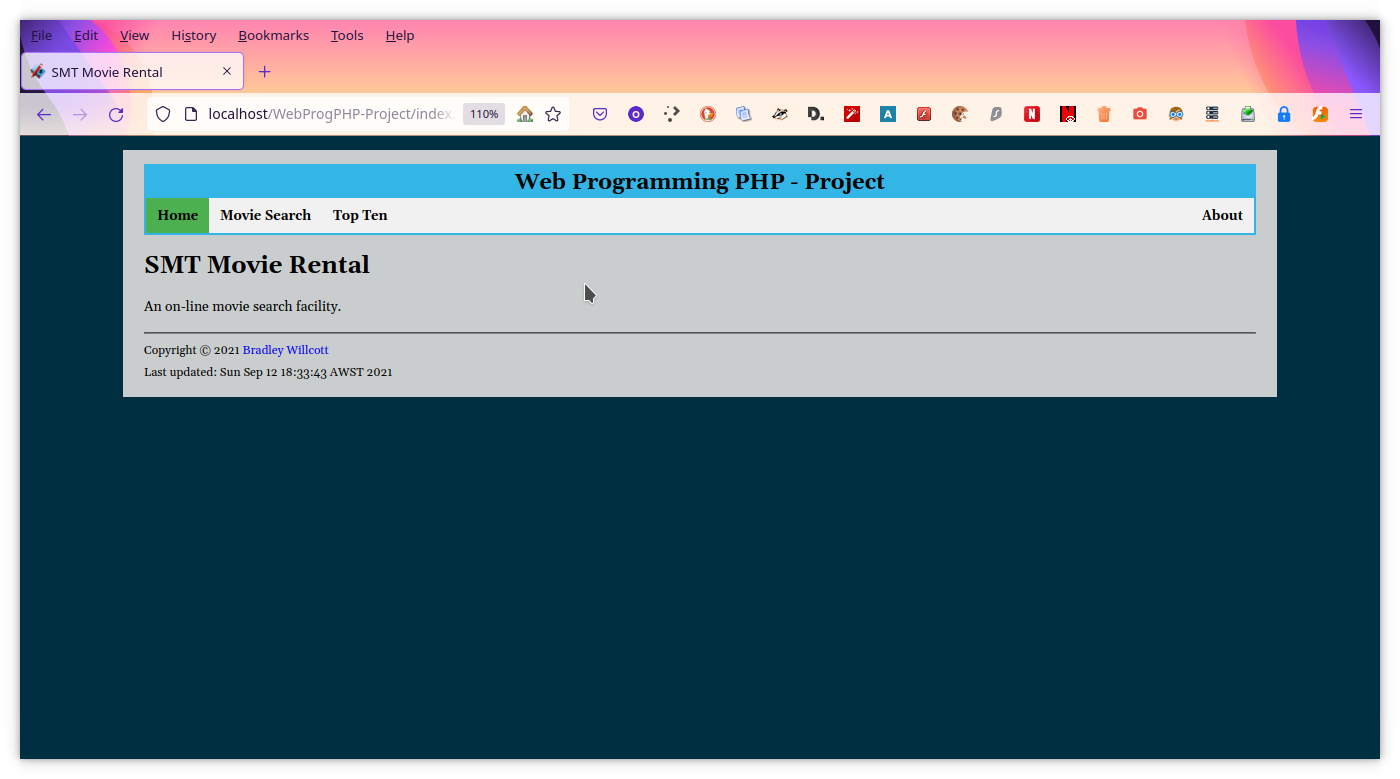 File Edit View History Bookmarks Tools Help
SMT Movie Rental
localhost/WebProgPHP-Project/index. 110%
Web Programming PHP - Project
Home Movie Search Top Ten About
SMT Movie Rental
An on-line movie search facility.
Copyright © 2021 Bradley Willcott
Last updated: Sun Sep 12 18:33:43 AWST 2021